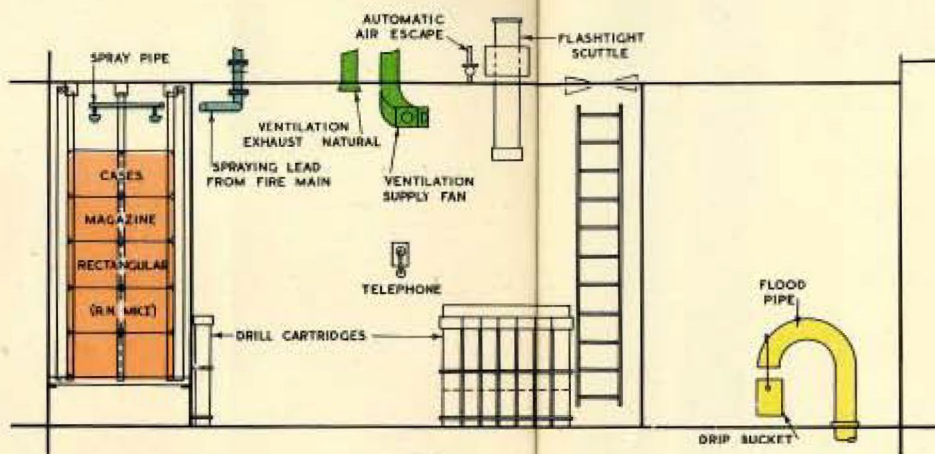 AUTOMATIC
AIR ESCAPE
FLASHTIGHT
SCUTTLE
SPRAY PIPE
VENTILATION
EXHAUST NATURAL
SPRAYING LEAD
FROM FIRE MAIN
VENTILATION
SUPPLY FAN
CASES
MAGAZINE
RECTANGULAR
(R.N. MK I)
TELEPHONE
DRILL CARTRIDGES
FLOOD
PIPE
DRIP BUCKET